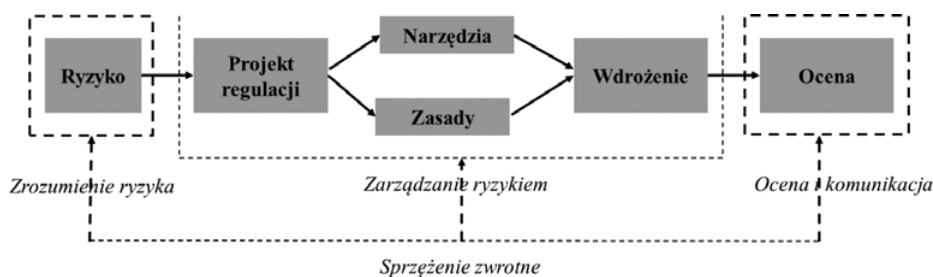 Ryzyko
Projekt
regulacji
Narzędzia
Zasady
Wdrożenie
Ocena
Zrozumienie ryzyka
Zarządzanie ryzykiem
Ocena i komunikacja
Sprzężenie zwrotne